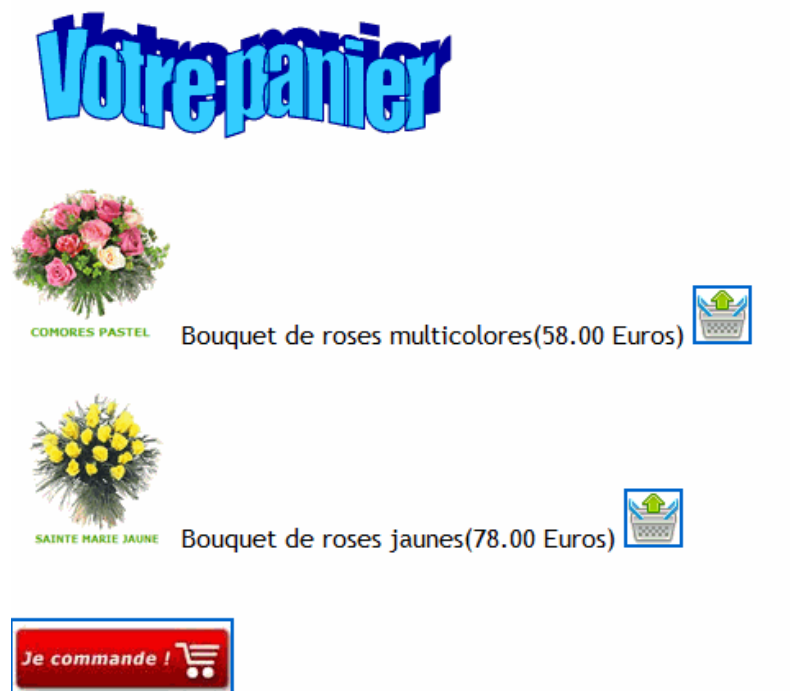 Votre panier
COMORES PASTEL
Bouquet de roses multicolores(58.00 Euros)
SAINTE MARIE JAUNE
Bouquet de roses jaunes(78.00 Euros)
Je commande !